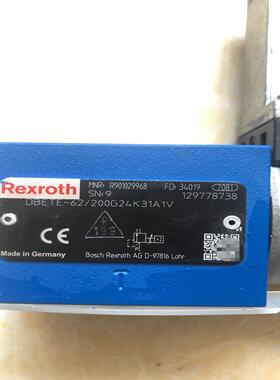 Rexroth
MNR: R901029968 FD: 34019 7081
SN: 9 129778738
DBETE-62/200G24K31A1V
CE
Made in Germany
Bosch Rexroth AG D-97816 Lohr